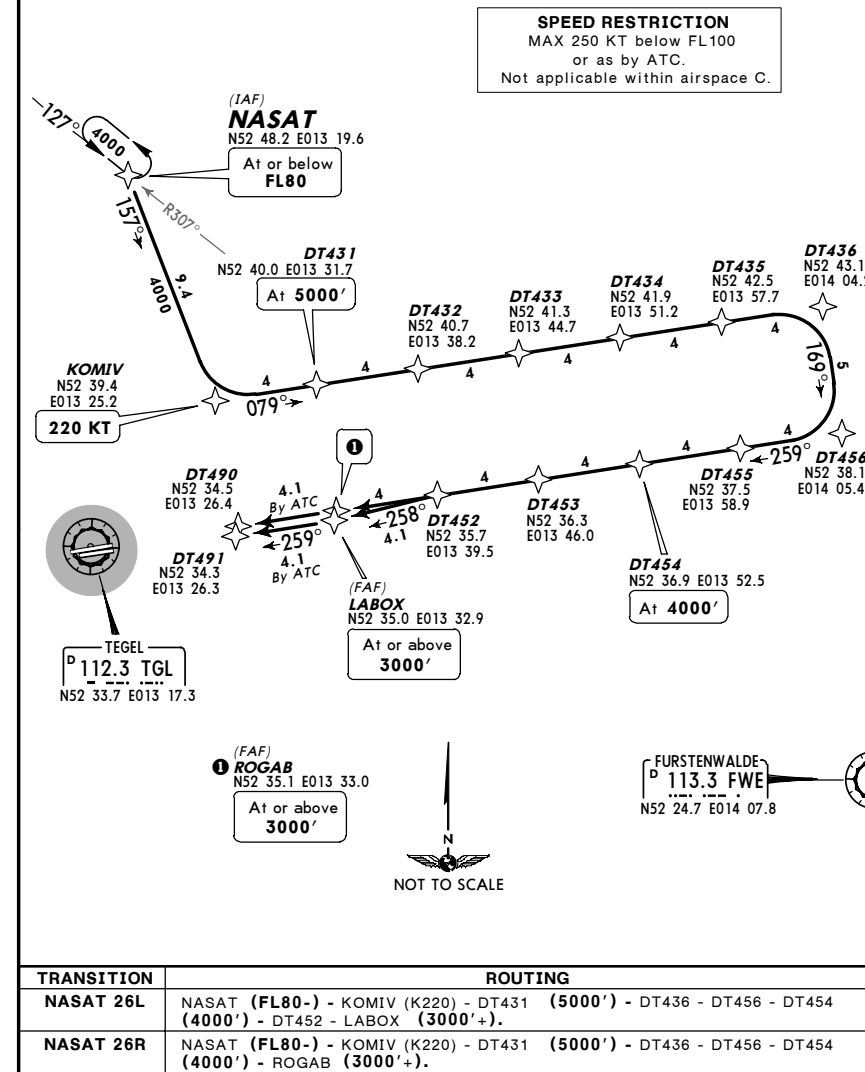 SPEED RESTRICTION
MAX 250 KT below FL100
or as by ATC.
Not applicable within airspace C.
127°
4000
(IAF)
NASAT
N52 48.2 E013 19.6
At or below
FL80
R307°
157°
9.4
4000
KOMIV
N52 39.4
E013 25.2
220 KT
079°
4
DT431
N52 40.0 E013 31.7
At 5000'
4
DT432
N52 40.7
E013 38.2
4
DT433
N52 41.3
E013 44.7
4
DT434
N52 41.9
E013 51.2
4
DT435
N52 42.5
E013 57.7
4
DT436
N52 43.1
E014 04.
169°
5
DT456
N52 38.1
E014 05.4
259°
4
DT455
N52 37.5
E013 58.9
4
DT454
N52 36.9 E013 52.5
At 4000'
4
DT453
N52 36.3
E013 46.0
4
DT452
N52 35.7
E013 39.5
4
258°
4.1
❶
(FAF)
LABOX
N52 35.0 E013 32.9
At or above
3000'
4.1
By ATC
259°
4.1
By ATC
DT490
N52 34.5
E013 26.4
DT491
N52 34.3
E013 26.3
TEGEL
D 112.3 TGL
N52 33.7 E013 17.3
❶ (FAF)
ROGAB
N52 35.1 E013 33.0
At or above
3000'
N
NOT TO SCALE
FURSTENWALDE
D 113.3 FWE
N52 24.7 E014 07.8
TRANSITION ROUTING
NASAT 26L NASAT (FL80-) - KOMIV (K220) - DT431 (5000') - DT436 - DT456 - DT454
(4000') - DT452 - LABOX (3000'+).
NASAT 26R NASAT (FL80-) - KOMIV (K220) - DT431 (5000') - DT436 - DT456 - DT454
(4000') - ROGAB (3000'+).